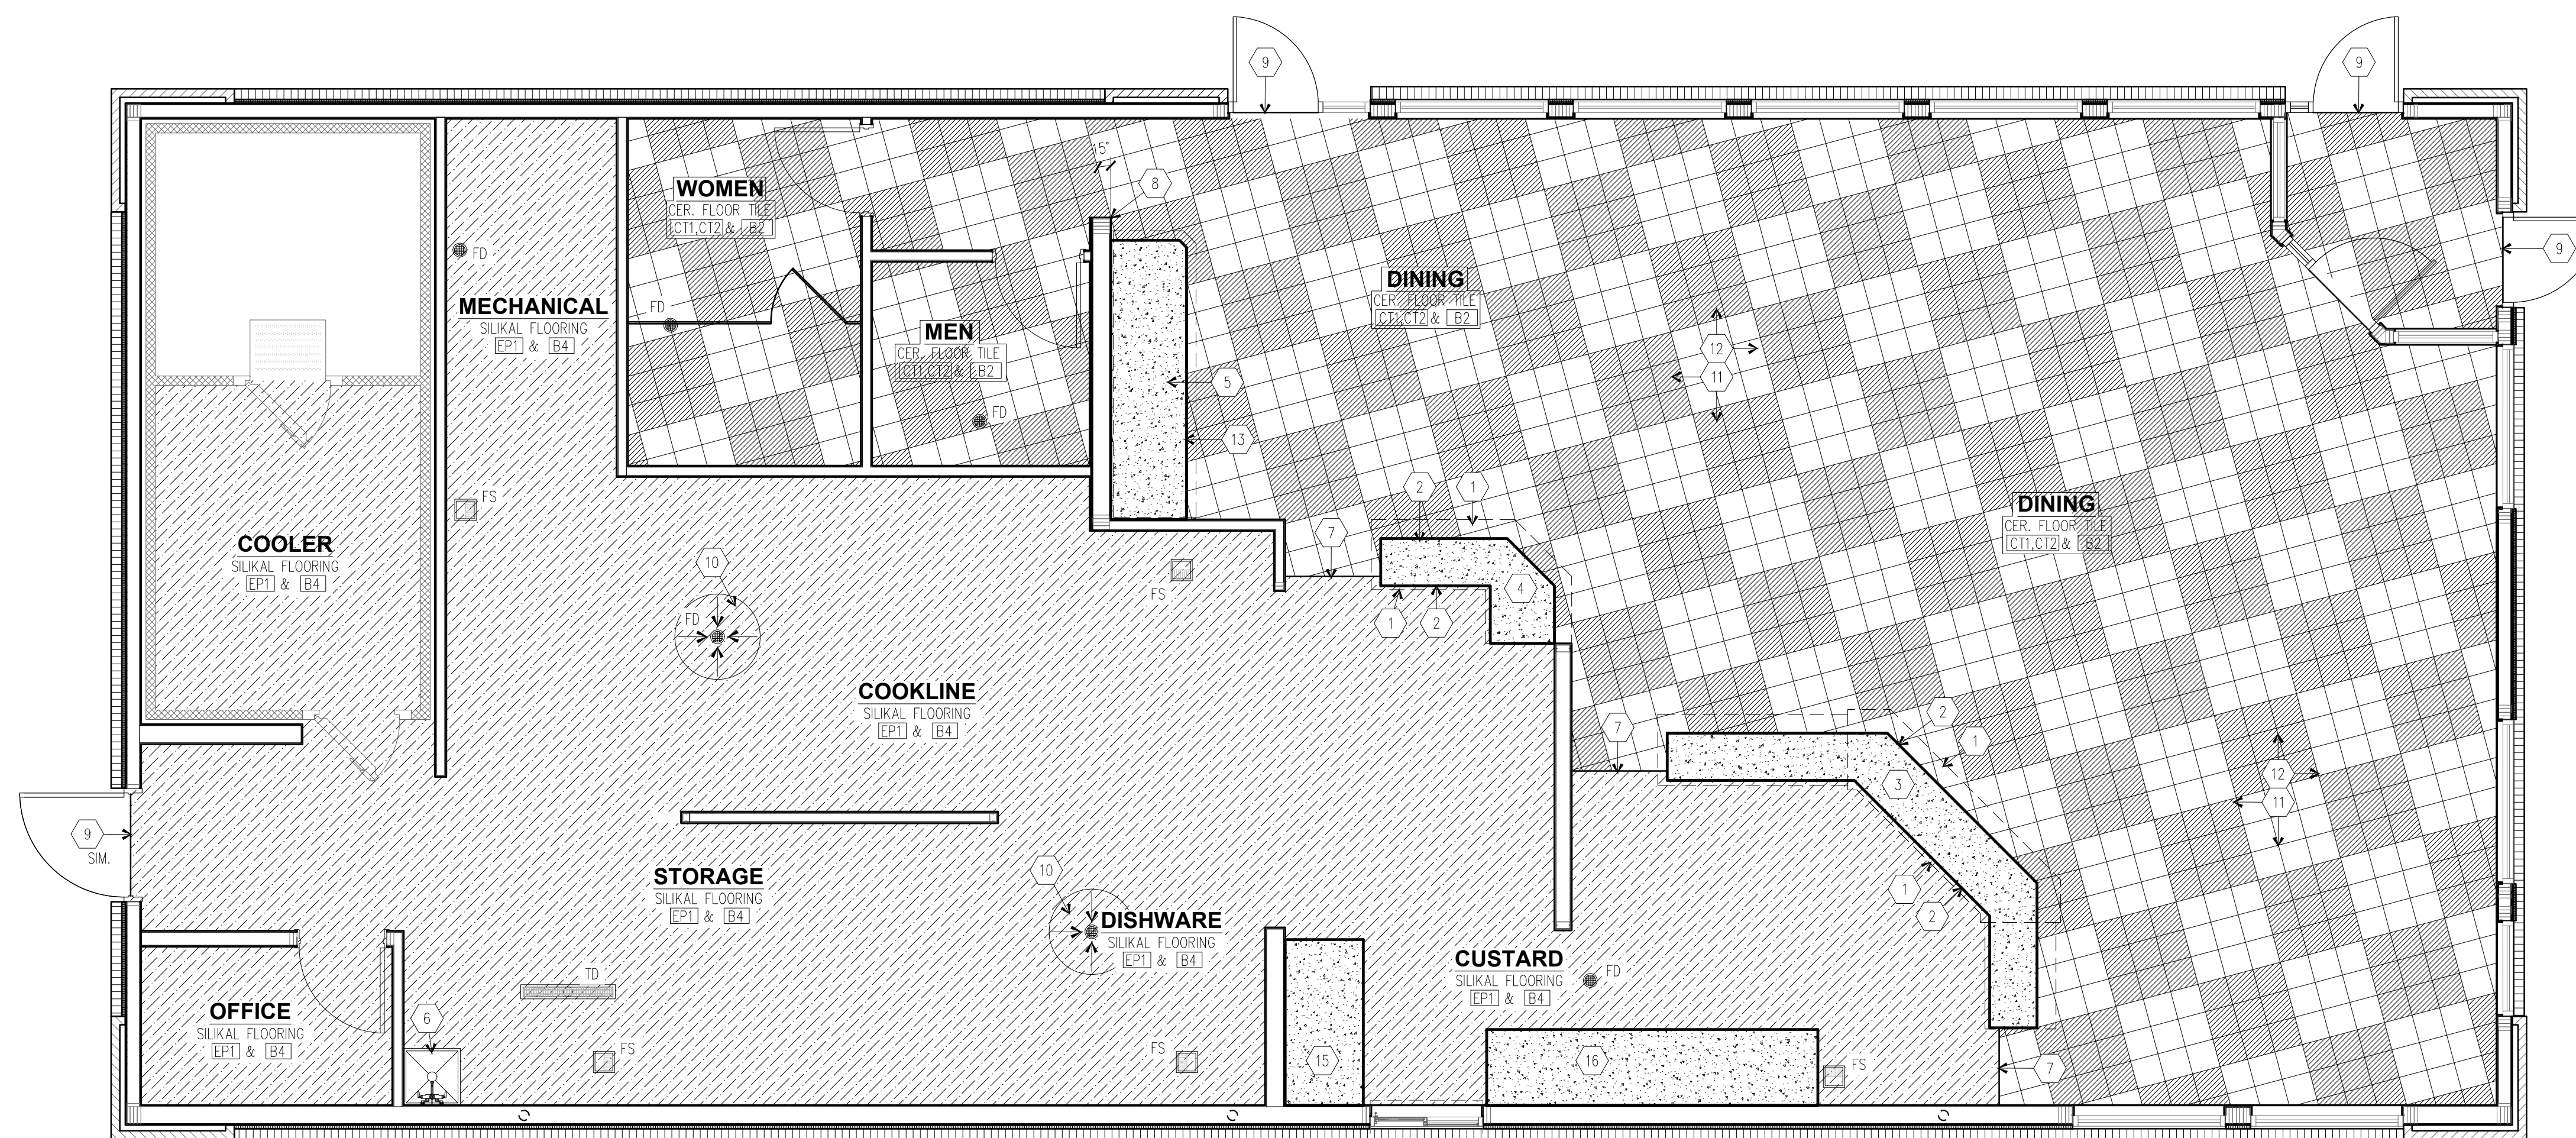 9
9
15°
8
WOMEN
CER. FLOOR TILE
CT1,CT2 & B2
FD
9
DINING
CER. FLOOR TILE
CT1,CT2 & B2
MECHANICAL
SILIKAL FLOORING
EP1 & B4
FD
MEN
CER. FLOOR TILE
CT1,CT2 & B2
12
11
5
FD
13
FS
2
1
DINING
CER. FLOOR TILE
CT1,CT2 & B2
COOLER
SILIKAL FLOORING
EP1 & B4
7
10
FS
4
FD
1
2
COOKLINE
SILIKAL FLOORING
EP1 & B4
7
2
1
12
3
11
9
SIM.
STORAGE
SILIKAL FLOORING
EP1 & B4
10
1
DISHWARE
SILIKAL FLOORING
EP1 & B4
2
CUSTARD
SILIKAL FLOORING
EP1 & B4
FD
TD
OFFICE
SILIKAL FLOORING
EP1 & B4
6
FS
FS
15
16
FS
7